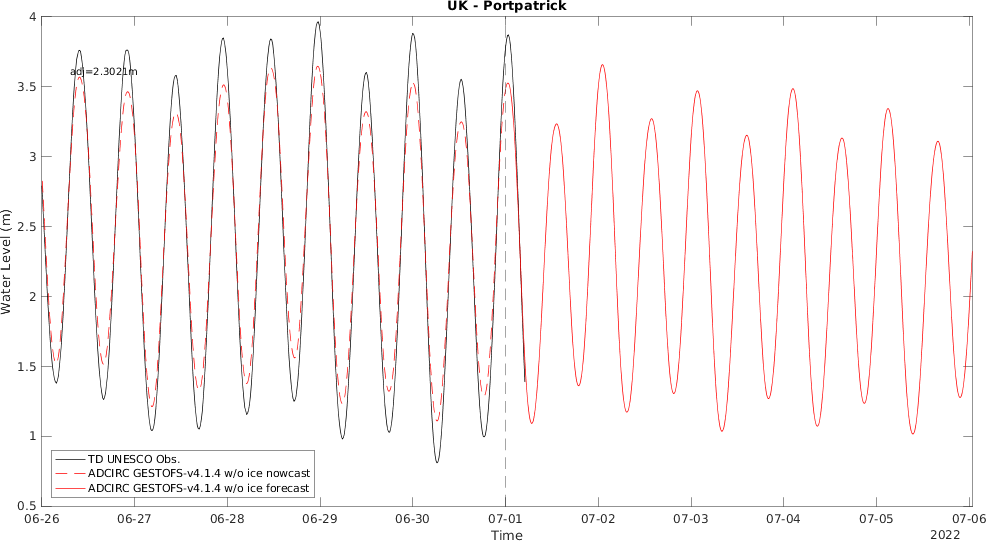 UK - Portpatrick
4
3.5
3
2.5
2
1.5
1
0.5
Water Level (m)
adj=2.3021m
TD UNESCO Obs.
ADCIRC GESTOFS-v4.1.4 w/o ice nowcast
ADCIRC GESTOFS-v4.1.4 w/o ice forecast
06-26 06-27 06-28 06-29 06-30 07-01 07-02 07-03 07-04 07-05 07-06
Time
2022